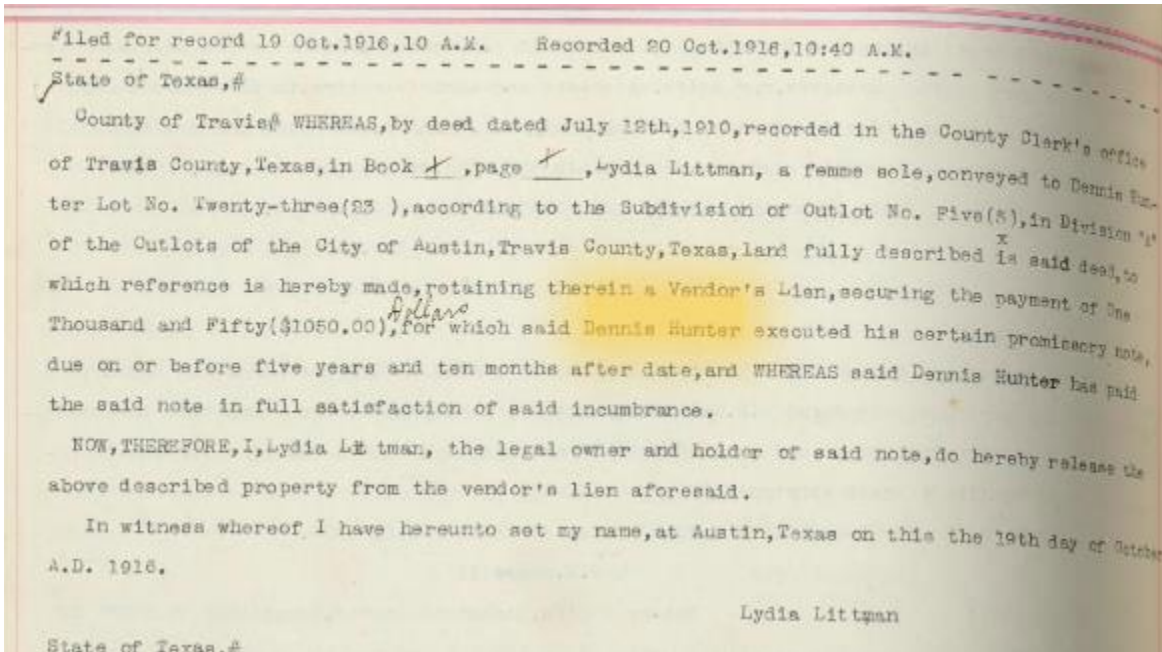 Filed for record 19 Oct.1916,10 A.M. Recorded 20 Oct.1916,10:40 A.M.
State of Texas,#
County of Travis# WHEREAS,by deed dated July 12th,1910,recorded in the County Clerk's office
of Travis County,Texas,in Book + ,page + ,Lydia Littman, a femme sole,conveyed to Dennis Hun-
ter Lot No. Twenty-three(23 ),according to the Subdivision of Outlot No. Five(5),in Division
x
of the Outlots of the City of Austin,Travis County,Texas,land fully described is said deed,to
which reference is hereby made,retaining therein a Vendor's Lien,securing the payment of One
Dollars
Thousand and Fifty($1050.00),for which said Dennis Hunter executed his certain promissory note,
due on or before five years and ten months after date,and WHEREAS said Dennis Hunter has paid
the said note in full satisfaction of said incumbrance.
NOW,THEREFORE,I,Lydia Lit tman, the legal owner and holder of said note,do hereby release the
above described property from the vendor's lien aforesaid.
In witness whereof I have hereunto set my name,at Austin,Texas on this the 19th day of October
A.D. 1916.
Lydia Littman
State of Texas,#